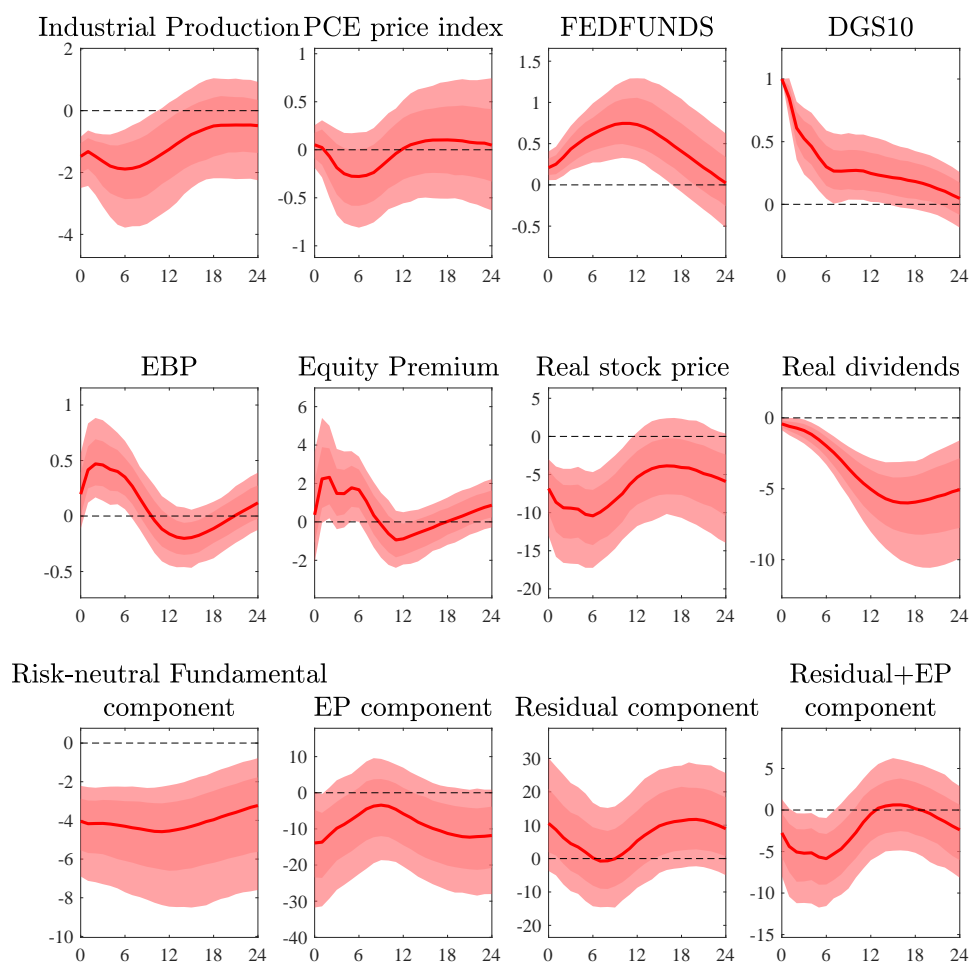 Industrial Production
2
0
-2
-4
0 6 12 18 24
PCE price index
1
0.5
0
-0.5
-1
0 6 12 18 24
FEDFUNDS
1.5
1
0.5
0
-0.5
0 6 12 18 24
DGS10
1
0.5
0
0 6 12 18 24
EBP
1
0.5
0
-0.5
0 6 12 18 24
Equity Premium
6
4
2
0
-2
0 6 12 18 24
Real stock price
5
0
-5
-10
-15
-20
0 6 12 18 24
Real dividends
0
-5
-10
0 6 12 18 24
Risk-neutral Fundamental
component
0
-2
-4
-6
-8
-10
0 6 12 18 24
EP component
10
0
-10
-20
-30
-40
0 6 12 18 24
Residual component
30
20
10
0
-10
-20
0 6 12 18 24
Residual+EP
component
5
0
-5
-10
-15
0 6 12 18 24